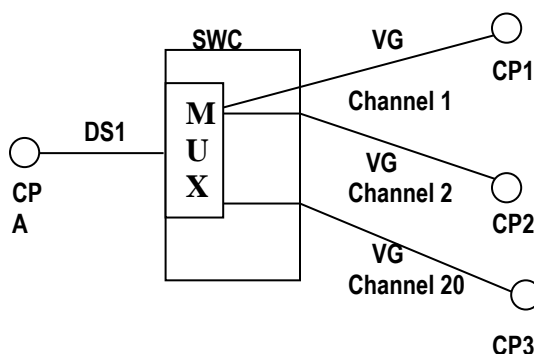 SWC
VG
CP1
Channel 1
DS1
M
U
X
CP
A
VG
Channel 2
CP2
VG
Channel 20
CP3